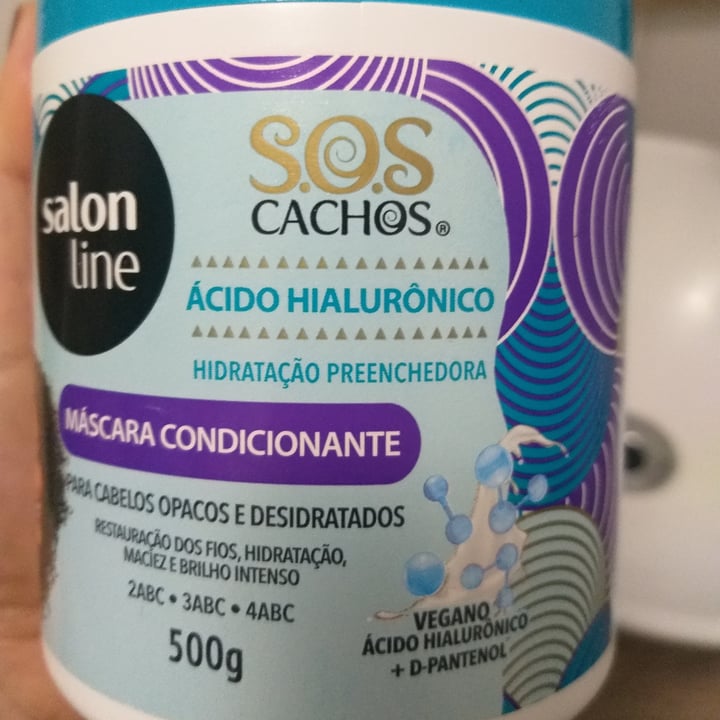 salon
line
S.O.S
CACHOS®
ÁCIDO HIALURÔNICO
HIDRATAÇÃO PREENCHEDORA
MÁSCARA CONDICIONANTE
PARA CABELOS OPACOS E DESIDRATADOS
RESTAURAÇÃO DOS FIOS, HIDRATAÇÃO,
MACIEZ E BRILHO INTENSO
2ABC • 3ABC • 4ABC
500g
VEGANO
ÁCIDO HIALURÔNICO
+ D-PANTENOL